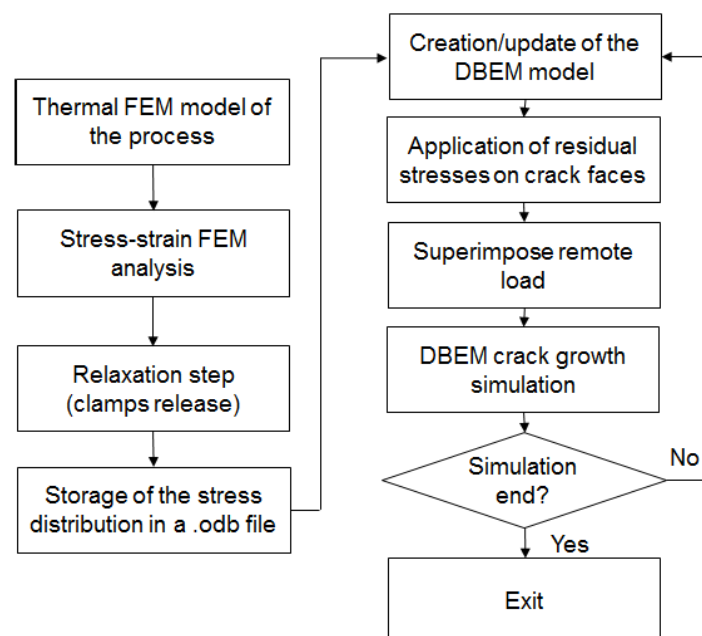 Thermal FEM model of
the process
Stress-strain FEM
analysis
Relaxation step
(clamps release)
Storage of the stress
distribution in a .odb file
Creation/update of the
DBEM model
Application of residual
stresses on crack faces
Superimpose remote
load
DBEM crack growth
simulation
Simulation
end?
No
Yes
Exit